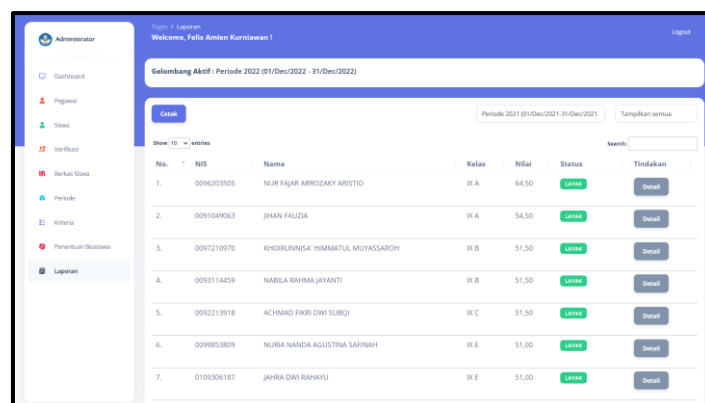 Administrator
Dashboard
Pegawai
Siswa
Verifikasi
Berkas Siswa
Periode
Kriteria
Penentuan Beasiswa
Laporan
Pages / Laporan
Welcome, Felix Amien Kurniawan !
Logout
Gelombang Aktif : Periode 2022 (01/Dec/2022 - 31/Dec/2022)
Cetak
Periode 2021 (01/Dec/2021-31/Dec/2021
Tampilkan semua
Show 10 entries
Search:
No. NIS Nama Kelas Nilai Status Tindakan
1. 0096203505 NUR FAJAR ARROZAKY ARISTIO IX A 64,50 LAYAK Detail
2. 0091049063 JIHAN FAUZIA IX A 54,50 LAYAK Detail
3. 0097210970 KHOIRUNNISA' HIMMATUL MUYASSAROH IX B 51,50 LAYAK Detail
4. 0093114459 NABILA RAHMA JAYANTI IX B 51,50 LAYAK Detail
5. 0092213918 ACHMAD FIKRI DWI SUBQI IX C 51,50 LAYAK Detail
6. 0099853809 NURIA NANDA AGUSTINA SAFINAH IX E 51,00 LAYAK Detail
7. 0109306187 JAHRA DWI RAHAYU IX E 51,00 LAYAK Detail